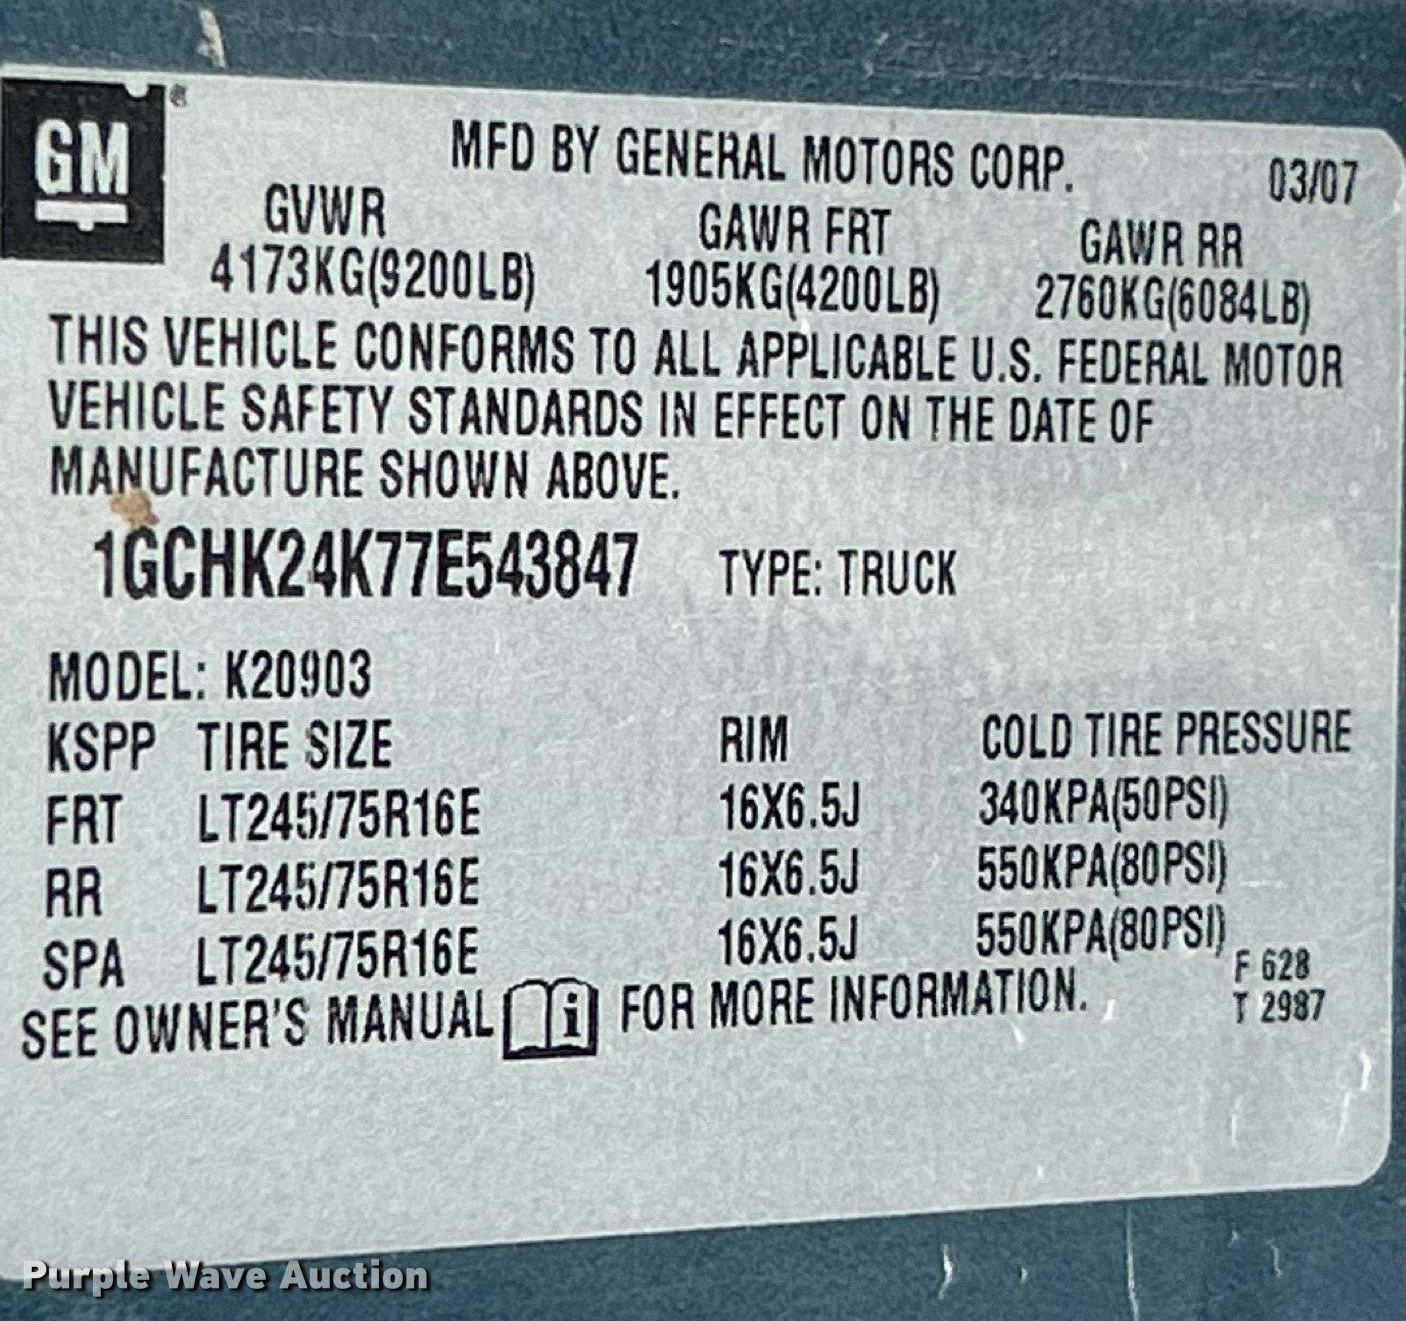 GM
MFD BY GENERAL MOTORS CORP. 03/07
GVWR GAWR FRT GAWR RR
4173KG(9200LB) 1905KG(4200LB) 2760KG(6084LB)
THIS VEHICLE CONFORMS TO ALL APPLICABLE U.S. FEDERAL MOTOR
VEHICLE SAFETY STANDARDS IN EFFECT ON THE DATE OF
MANUFACTURE SHOWN ABOVE.
1GCHK24K77E543847 TYPE: TRUCK
MODEL: K20903
KSPP TIRE SIZE RIM COLD TIRE PRESSURE
FRT LT245/75R16E 16X6.5J 340KPA(50PSI)
RR LT245/75R16E 16X6.5J 550KPA(80PSI)
SPA LT245/75R16E 16X6.5J 550KPA(80PSI)
SEE OWNER'S MANUAL i FOR MORE INFORMATION.
F 628
T 2987
Purple Wave Auction